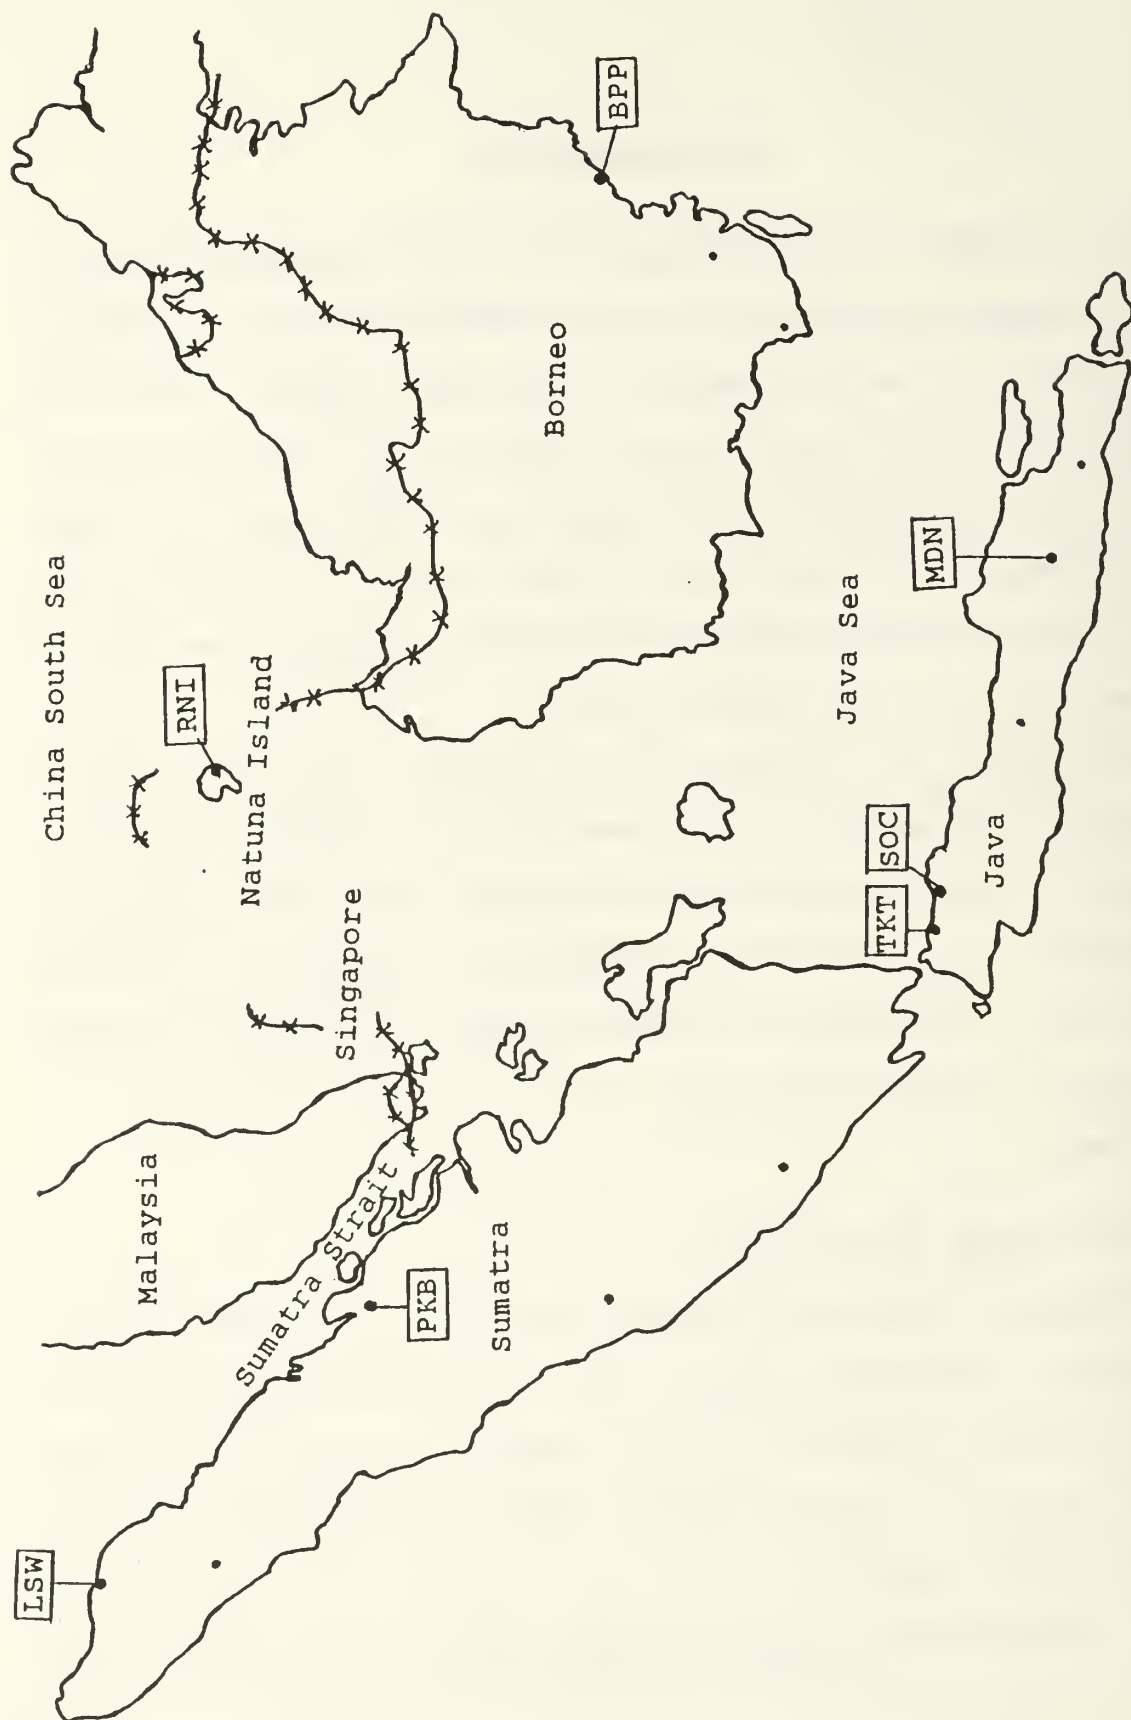 China South Sea
RNI
Natuna Island
BPP
LSW
Malaysia
Singapore
Sumatra Strait
Borneo
PKB
Sumatra
Java Sea
TKT
SOC
MDN
Java